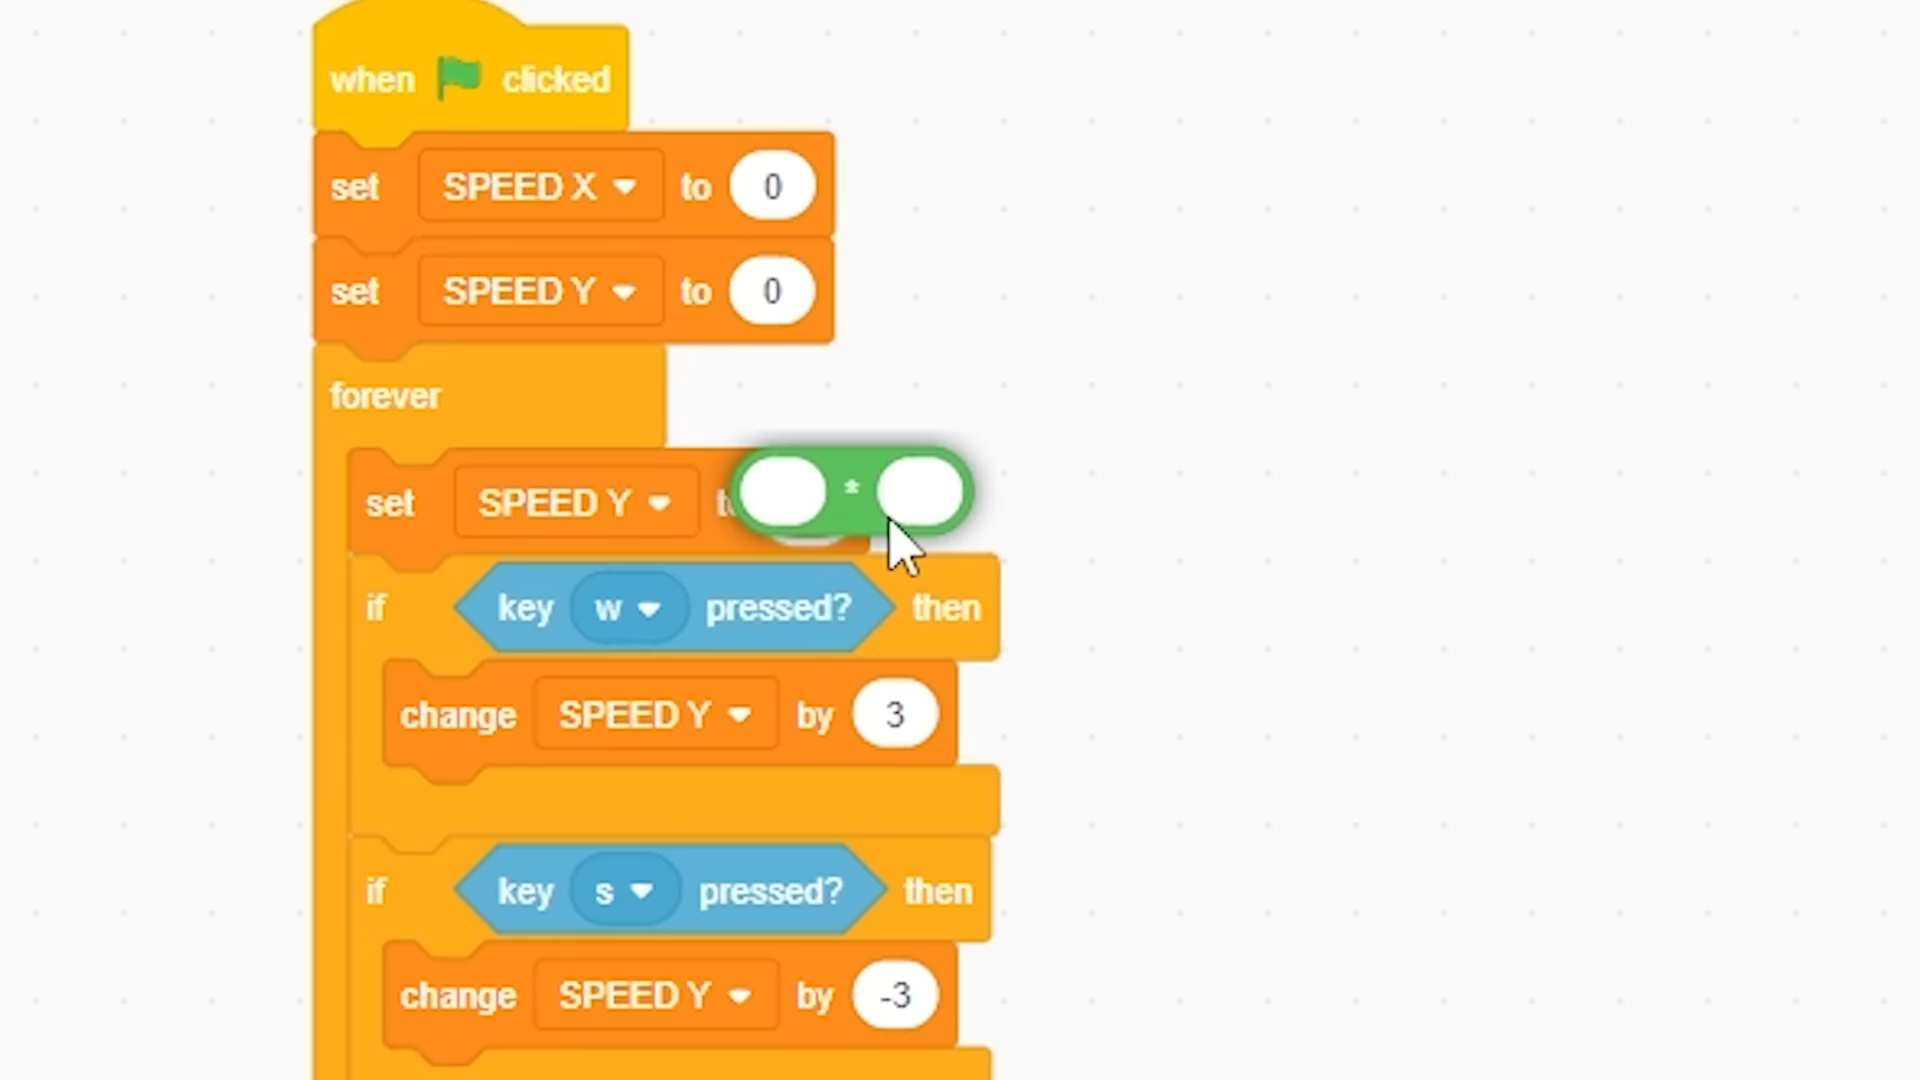 when clicked
set SPEED X to 0
set SPEED Y to 0
forever
set SPEED Y *
if key w pressed? then
change SPEED Y by 3
if key s pressed? then
change SPEED Y by -3